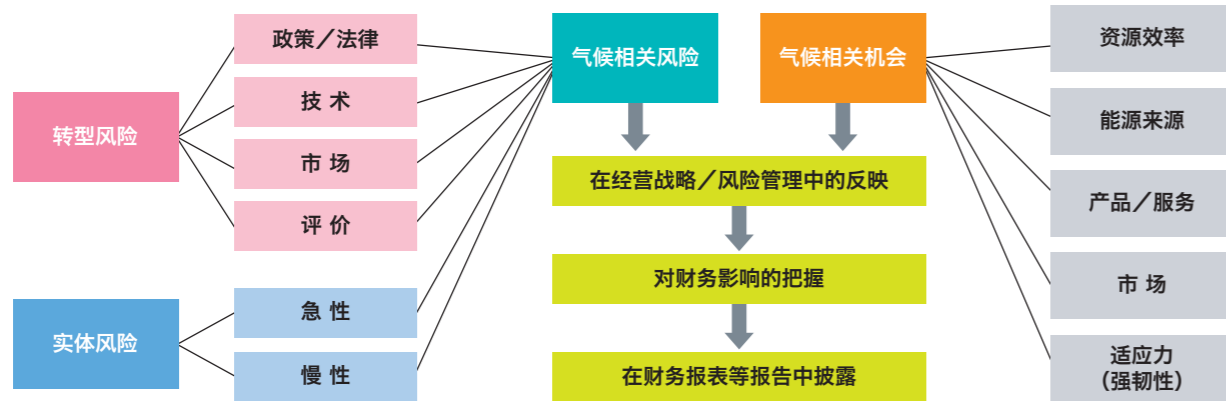 转型风险
政策／法律
技 术
市 场
评 价
实体风险
急 性
慢 性
气候相关风险
气候相关机会
在经营战略／风险管理中的反映
对财务影响的把握
在财务报表等报告中披露
资源效率
能源来源
产品／服务
市 场
适应力
(强韧性)